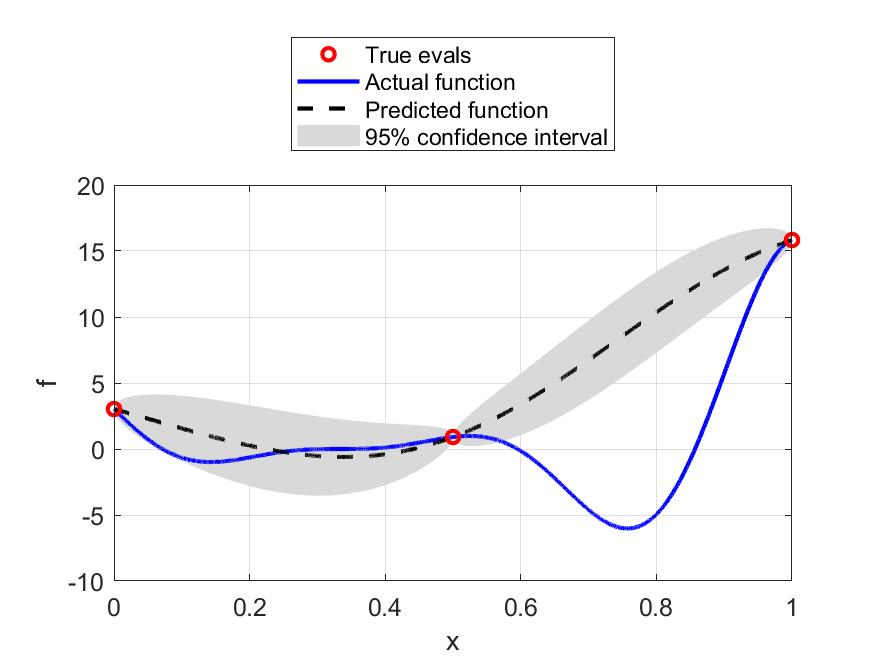 True evals
Actual function
Predicted function
95% confidence interval
20
15
10
5
0
-5
-10
f
0 0.2 0.4 0.6 0.8 1
x